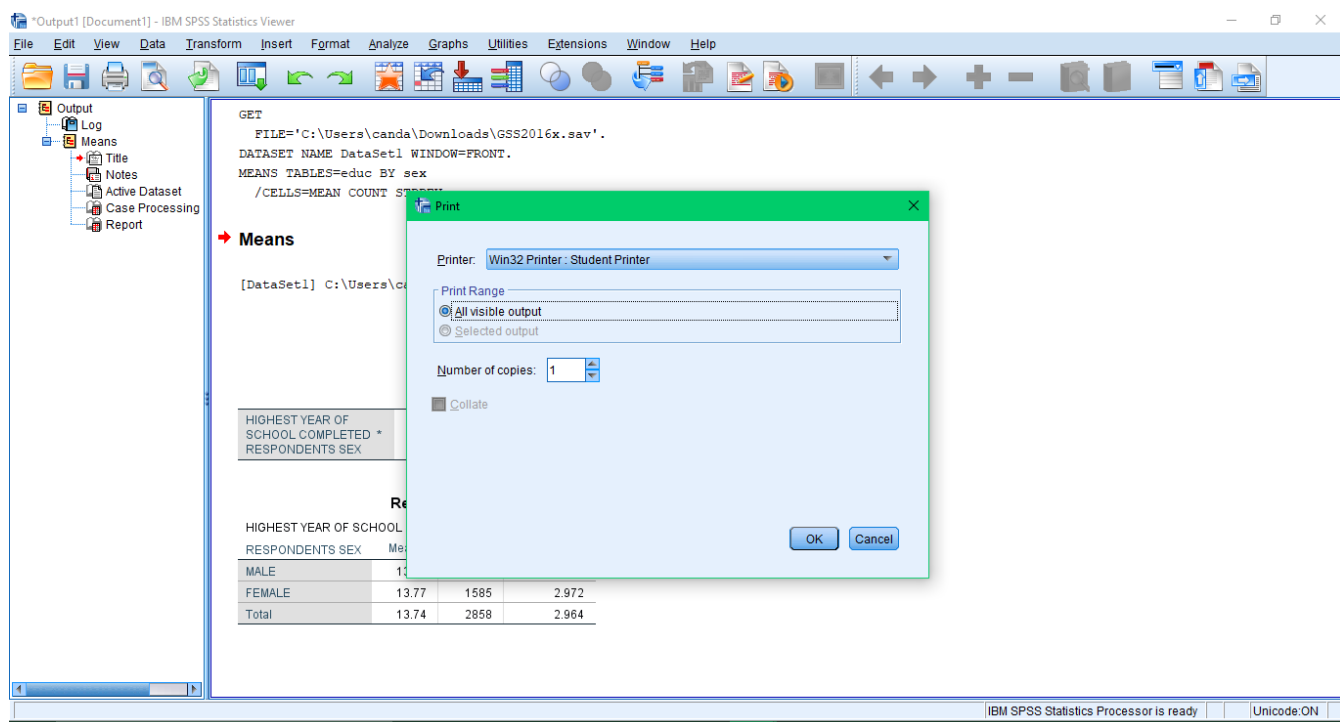 *Output1 [Document1] - IBM SPSS Statistics Viewer
File Edit View Data Transform Insert Format Analyze Graphs Utilities Extensions Window Help
Output
Log
Means
Title
Notes
Active Dataset
Case Processing
Report
GET
FILE='C:\Users\canda\Downloads\GSS2016x.sav'.
DATASET NAME DataSet1 WINDOW=FRONT.
MEANS TABLES=educ BY sex
/CELLS=MEAN COUNT
Means
[DataSet1]
HIGHEST YEAR OF
SCHOOL COMPLETED *
RESPONDENTS SEX
HIGHEST YEAR OF SCHOOL
RESPONDENTS SEX
MALE
FEMALE 13.77 1585 2.972
Total 13.74 2858 2.964
Print
Printer: Win32 Printer : Student Printer
Print Range
All visible output
Selected output
Number of copies: 1
Collate
OK Cancel
IBM SPSS Statistics Processor is ready Unicode:ON